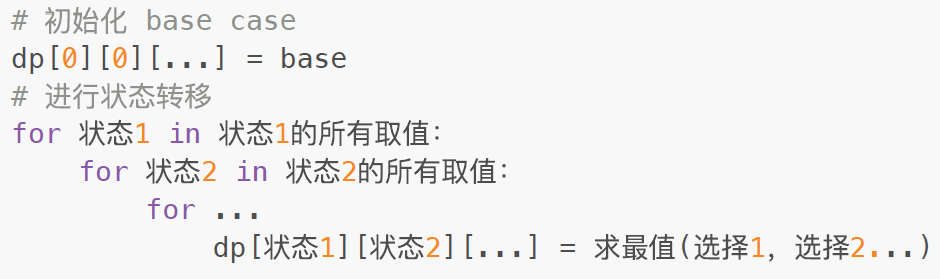 # 初始化 base case
dp[0][0][...] = base
# 进行状态转移
for 状态1 in 状态1的所有取值：
    for 状态2 in 状态2的所有取值：
        for ...
            dp[状态1][状态2][...] = 求最值(选择1，选择2...)